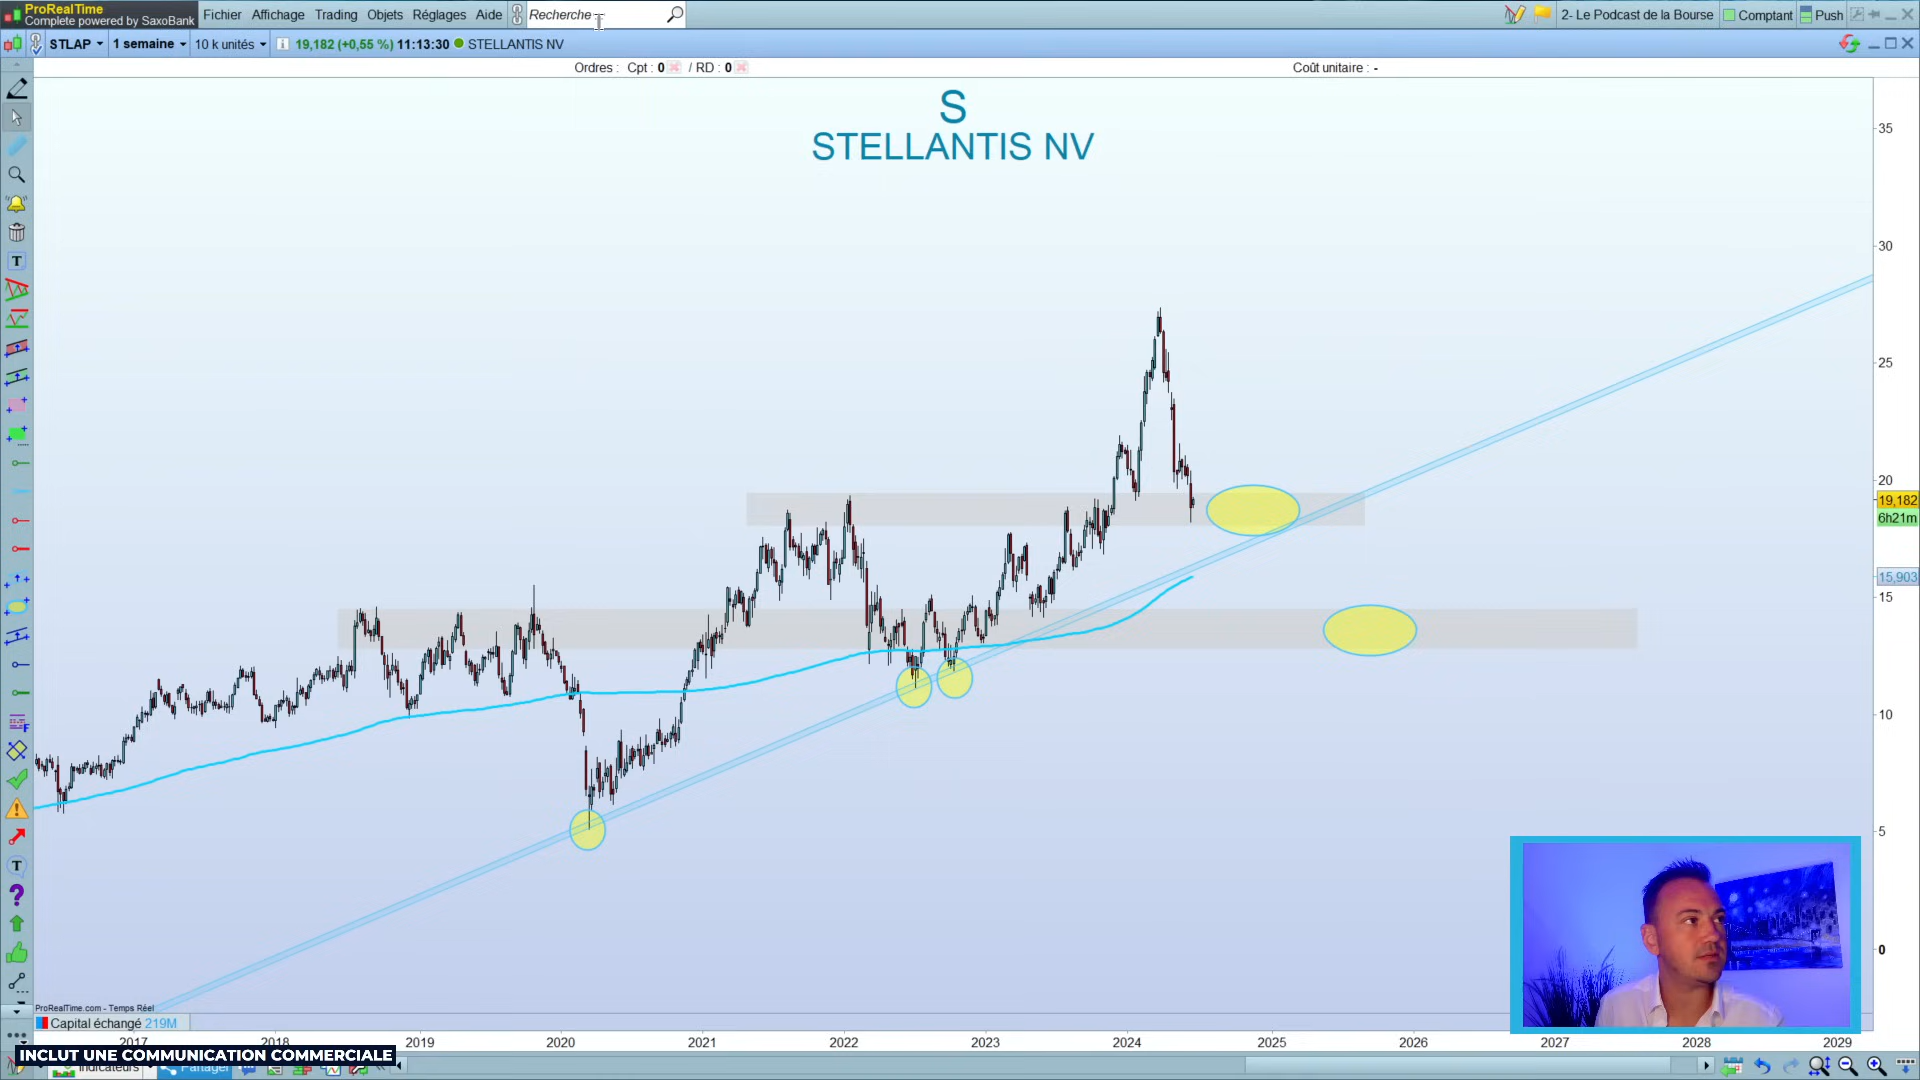 ProRealTime
Complete powered by SaxoBank
Fichier Affichage Trading Objets Réglages Aide Recherche 2- Le Podcast de la Bourse Comptant Push
STLAP 1 semaine 10 k unités 19,182 (+0,55 %) 11:13:30 STELLANTIS NV
Ordres : Cpt : 0 / RD : 0 Coût unitaire : -
S
STELLANTIS NV
35
30
25
20
19,182
6h21m
15,903
15
10
5
0
ProRealTime.com - Temps Réel
Capital échangé 219M
2017 2018 2019 2020 2021 2022 2023 2024 2025 2026 2027 2028 2029
INCLUT UNE COMMUNICATION COMMERCIALE
Indicateurs Partager